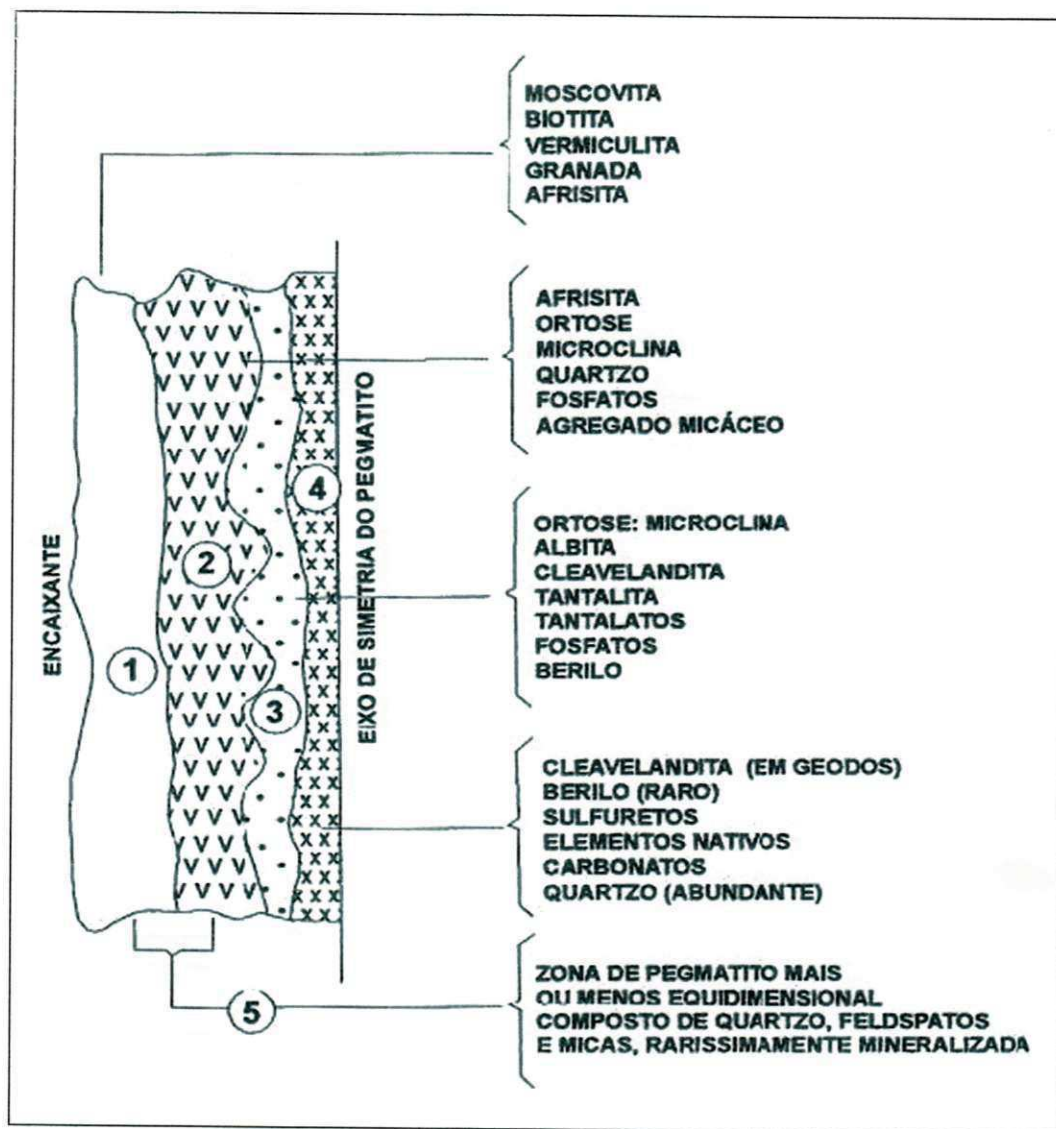 MOSCOVITA
BIOTITA
VERMICULITA
GRANADA
AFRISITA
AFRISITA
ORTOSE
MICROCLINA
QUARTZO
FOSFATOS
AGREGADO MICÁCEO
ORTOSE: MICROCLINA
ALBITA
CLEAVELANDITA
TANTALITA
TANTALATOS
FOSFATOS
BERILO
CLEAVELANDITA (EM GEODOS)
BERILO (RARO)
SULFURETOS
ELEMENTOS NATIVOS
CARBONATOS
QUARTZO (ABUNDANTE)
ZONA DE PEGMATITO MAIS
OU MENOS EQUIDIMENSIONAL
COMPOSTO DE QUARTZO, FELDSPATOS
E MICAS, RARISSIMAMENTE MINERALIZADA
ENCAIXANTE
EIXO DE SIMETRIA DO PEGMATITO
1
2
3
4
5